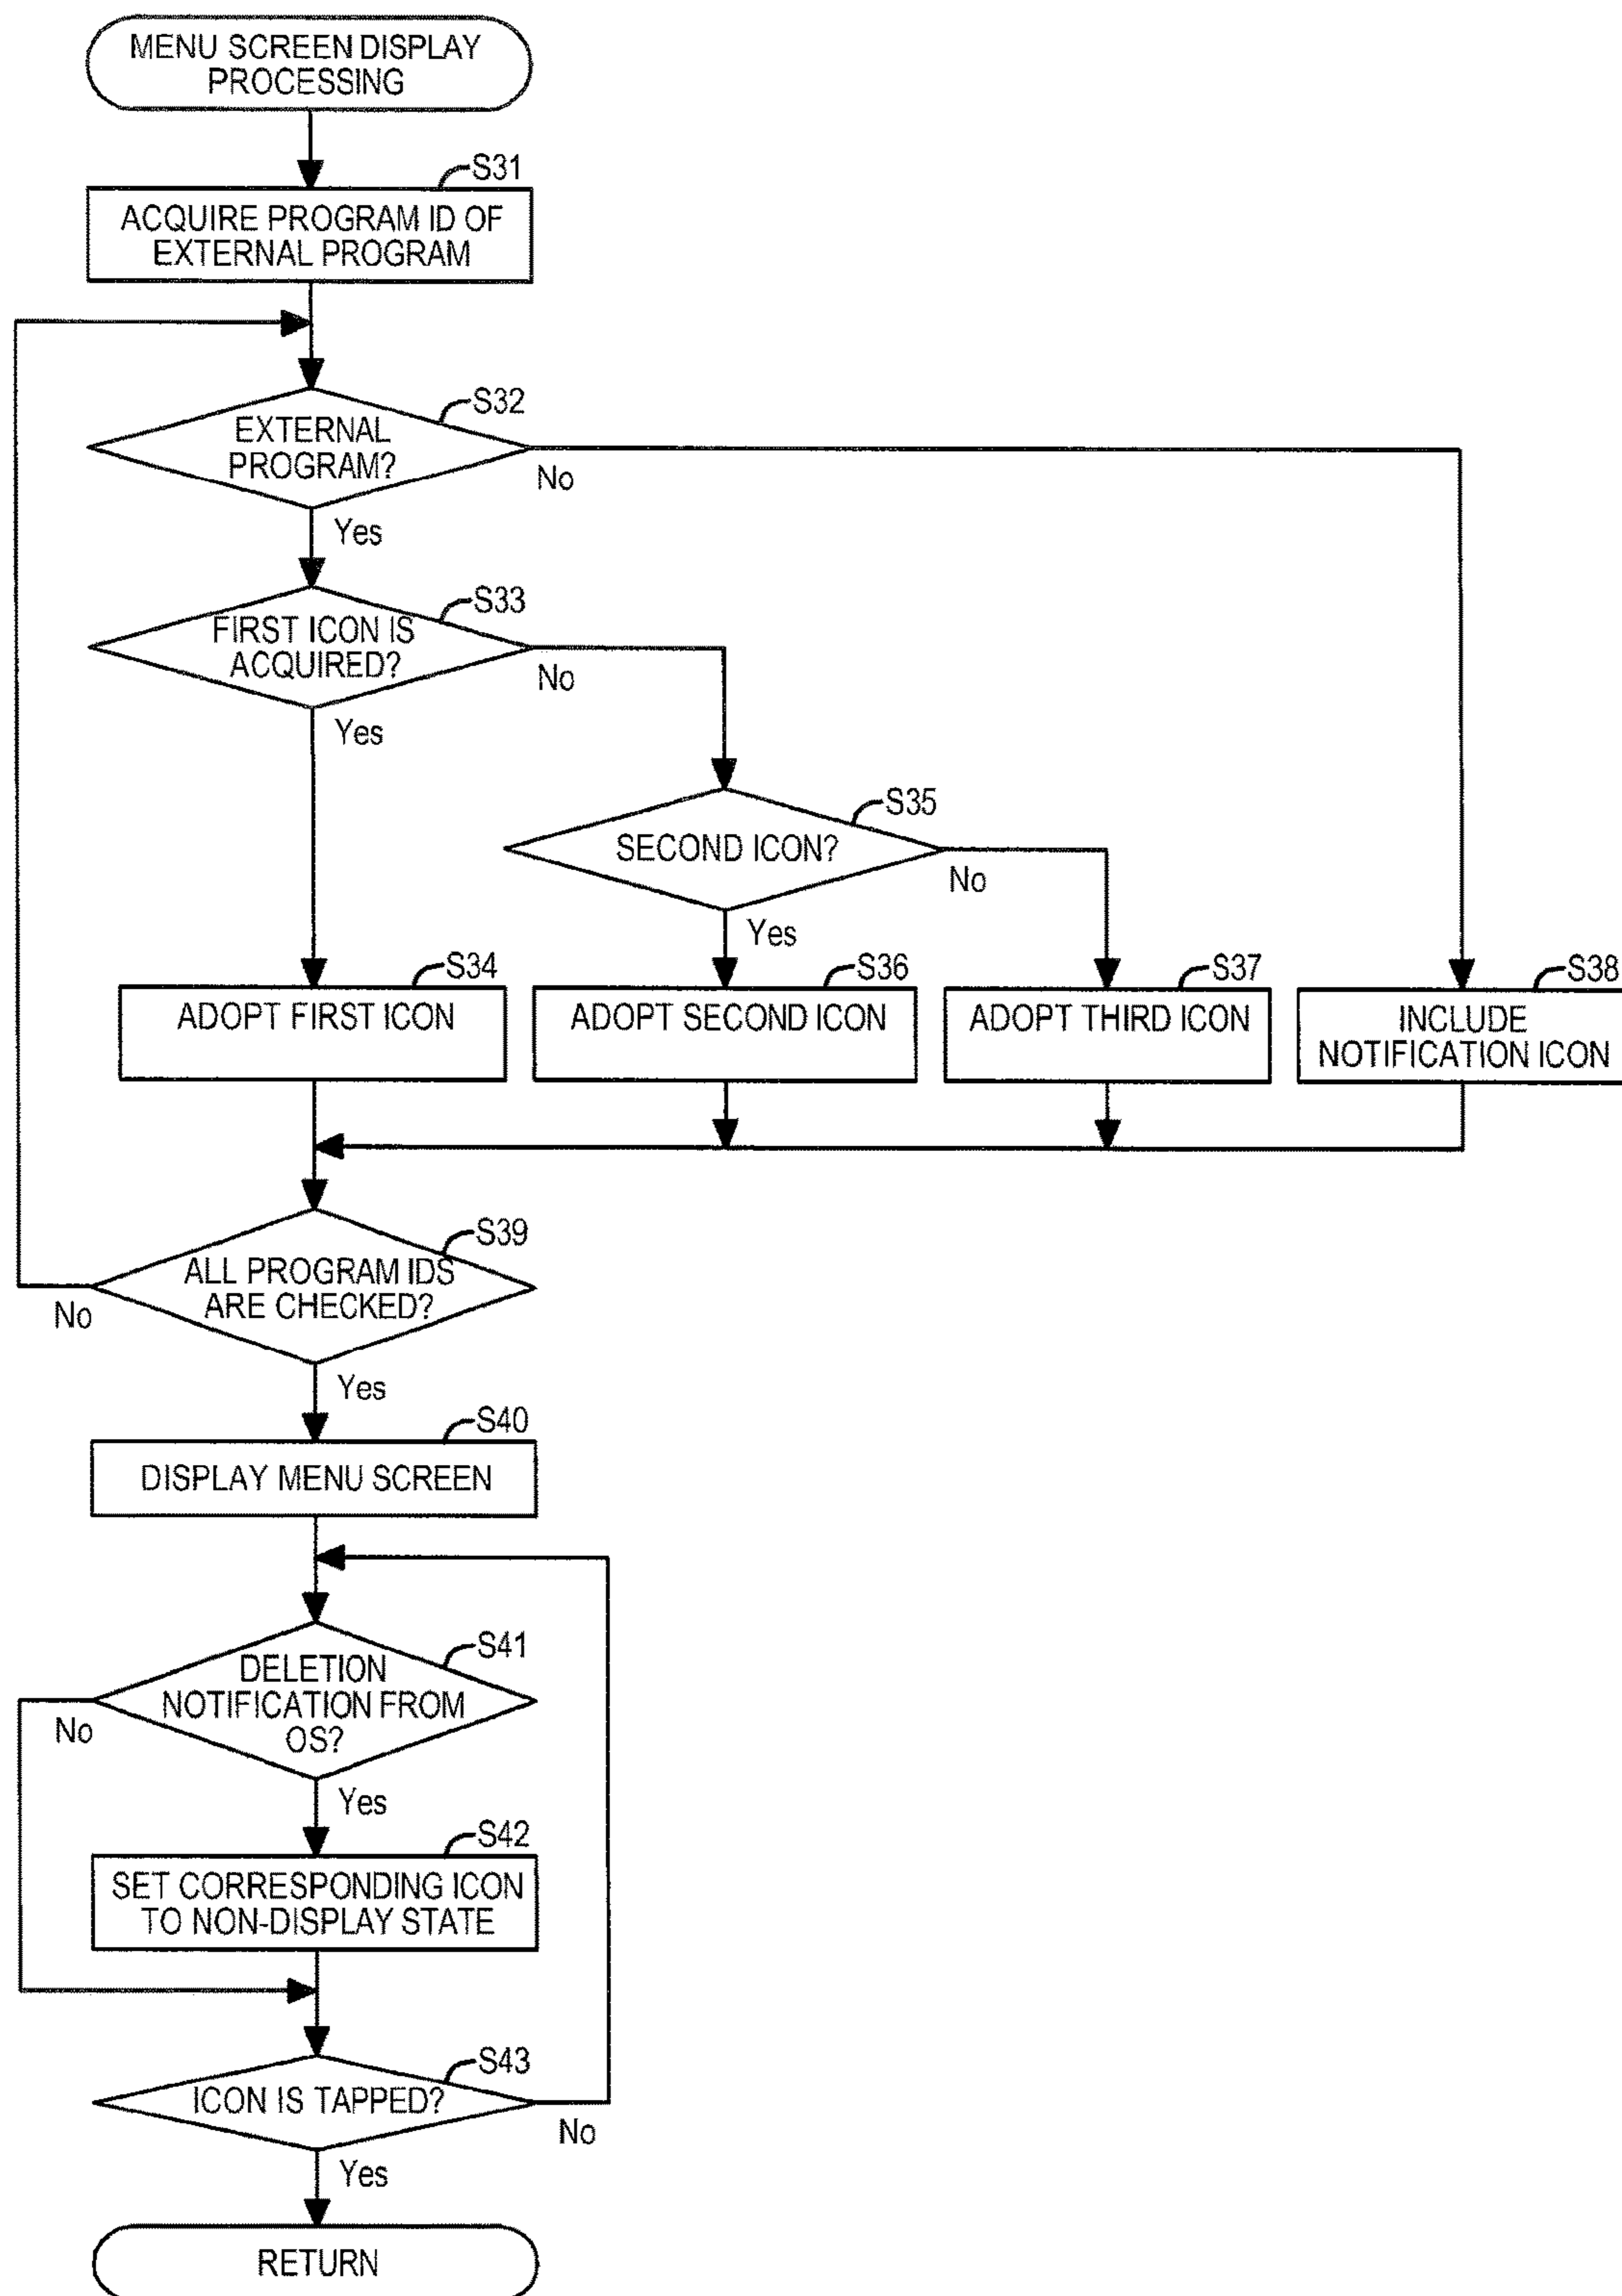 MENU SCREEN DISPLAY
PROCESSING
S31
ACQUIRE PROGRAM ID OF
EXTERNAL PROGRAM
S32
EXTERNAL
PROGRAM?
No
Yes
S33
FIRST ICON IS
ACQUIRED?
No
Yes
S35
SECOND ICON?
No
Yes
S34
ADOPT FIRST ICON
S36
ADOPT SECOND ICON
S37
ADOPT THIRD ICON
S38
INCLUDE
NOTIFICATION ICON
S39
ALL PROGRAM IDS
ARE CHECKED?
No
Yes
S40
DISPLAY MENU SCREEN
S41
DELETION
NOTIFICATION FROM
OS?
No
Yes
S42
SET CORRESPONDING ICON
TO NON-DISPLAY STATE
S43
ICON IS TAPPED?
No
Yes
RETURN